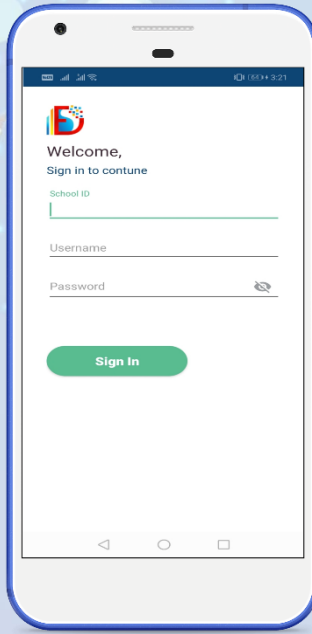 3:21
Welcome,
Sign in to contune
School ID
Username
Password
Sign In